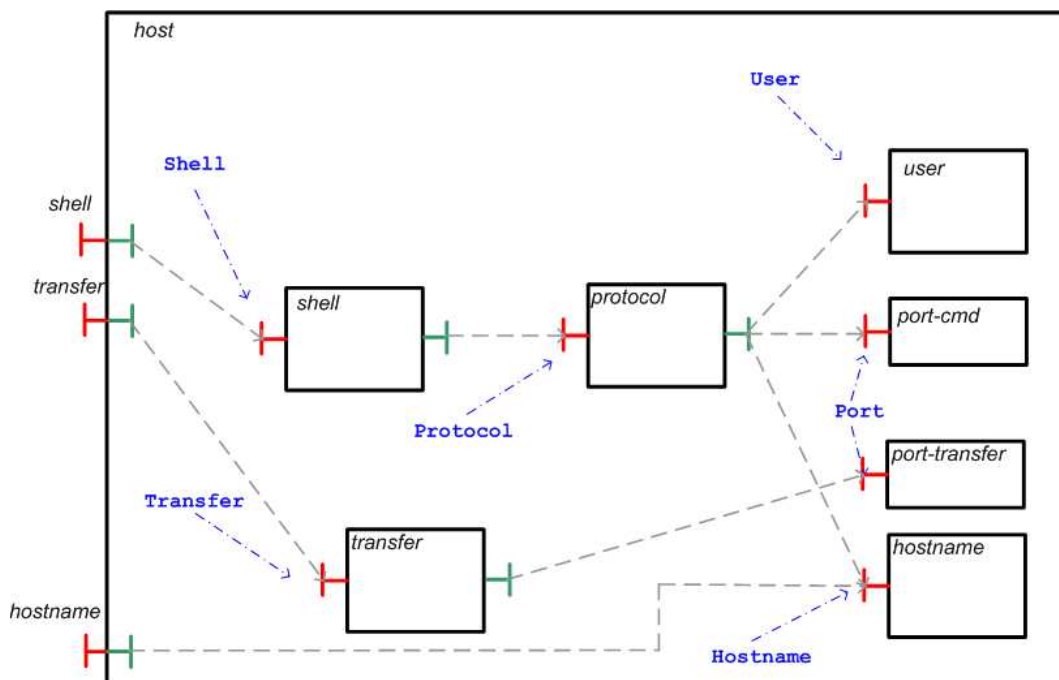 host
User
Shell
user
shell
transfer
shell
protocol
port-cmd
Protocol
Port
port-transfer
Transfer
transfer
hostname
hostname
Hostname